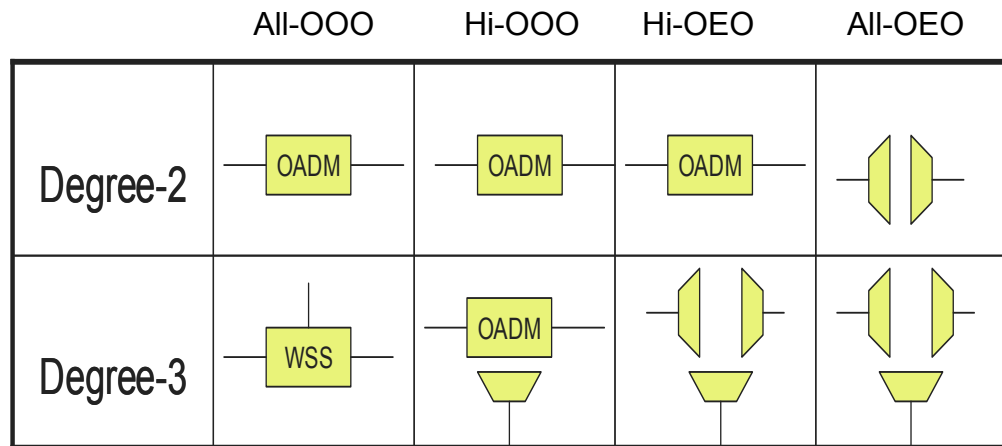 All-OOO Hi-OOO Hi-OEO All-OEO
Degree-2 OADM OADM OADM
Degree-3 WSS OADM